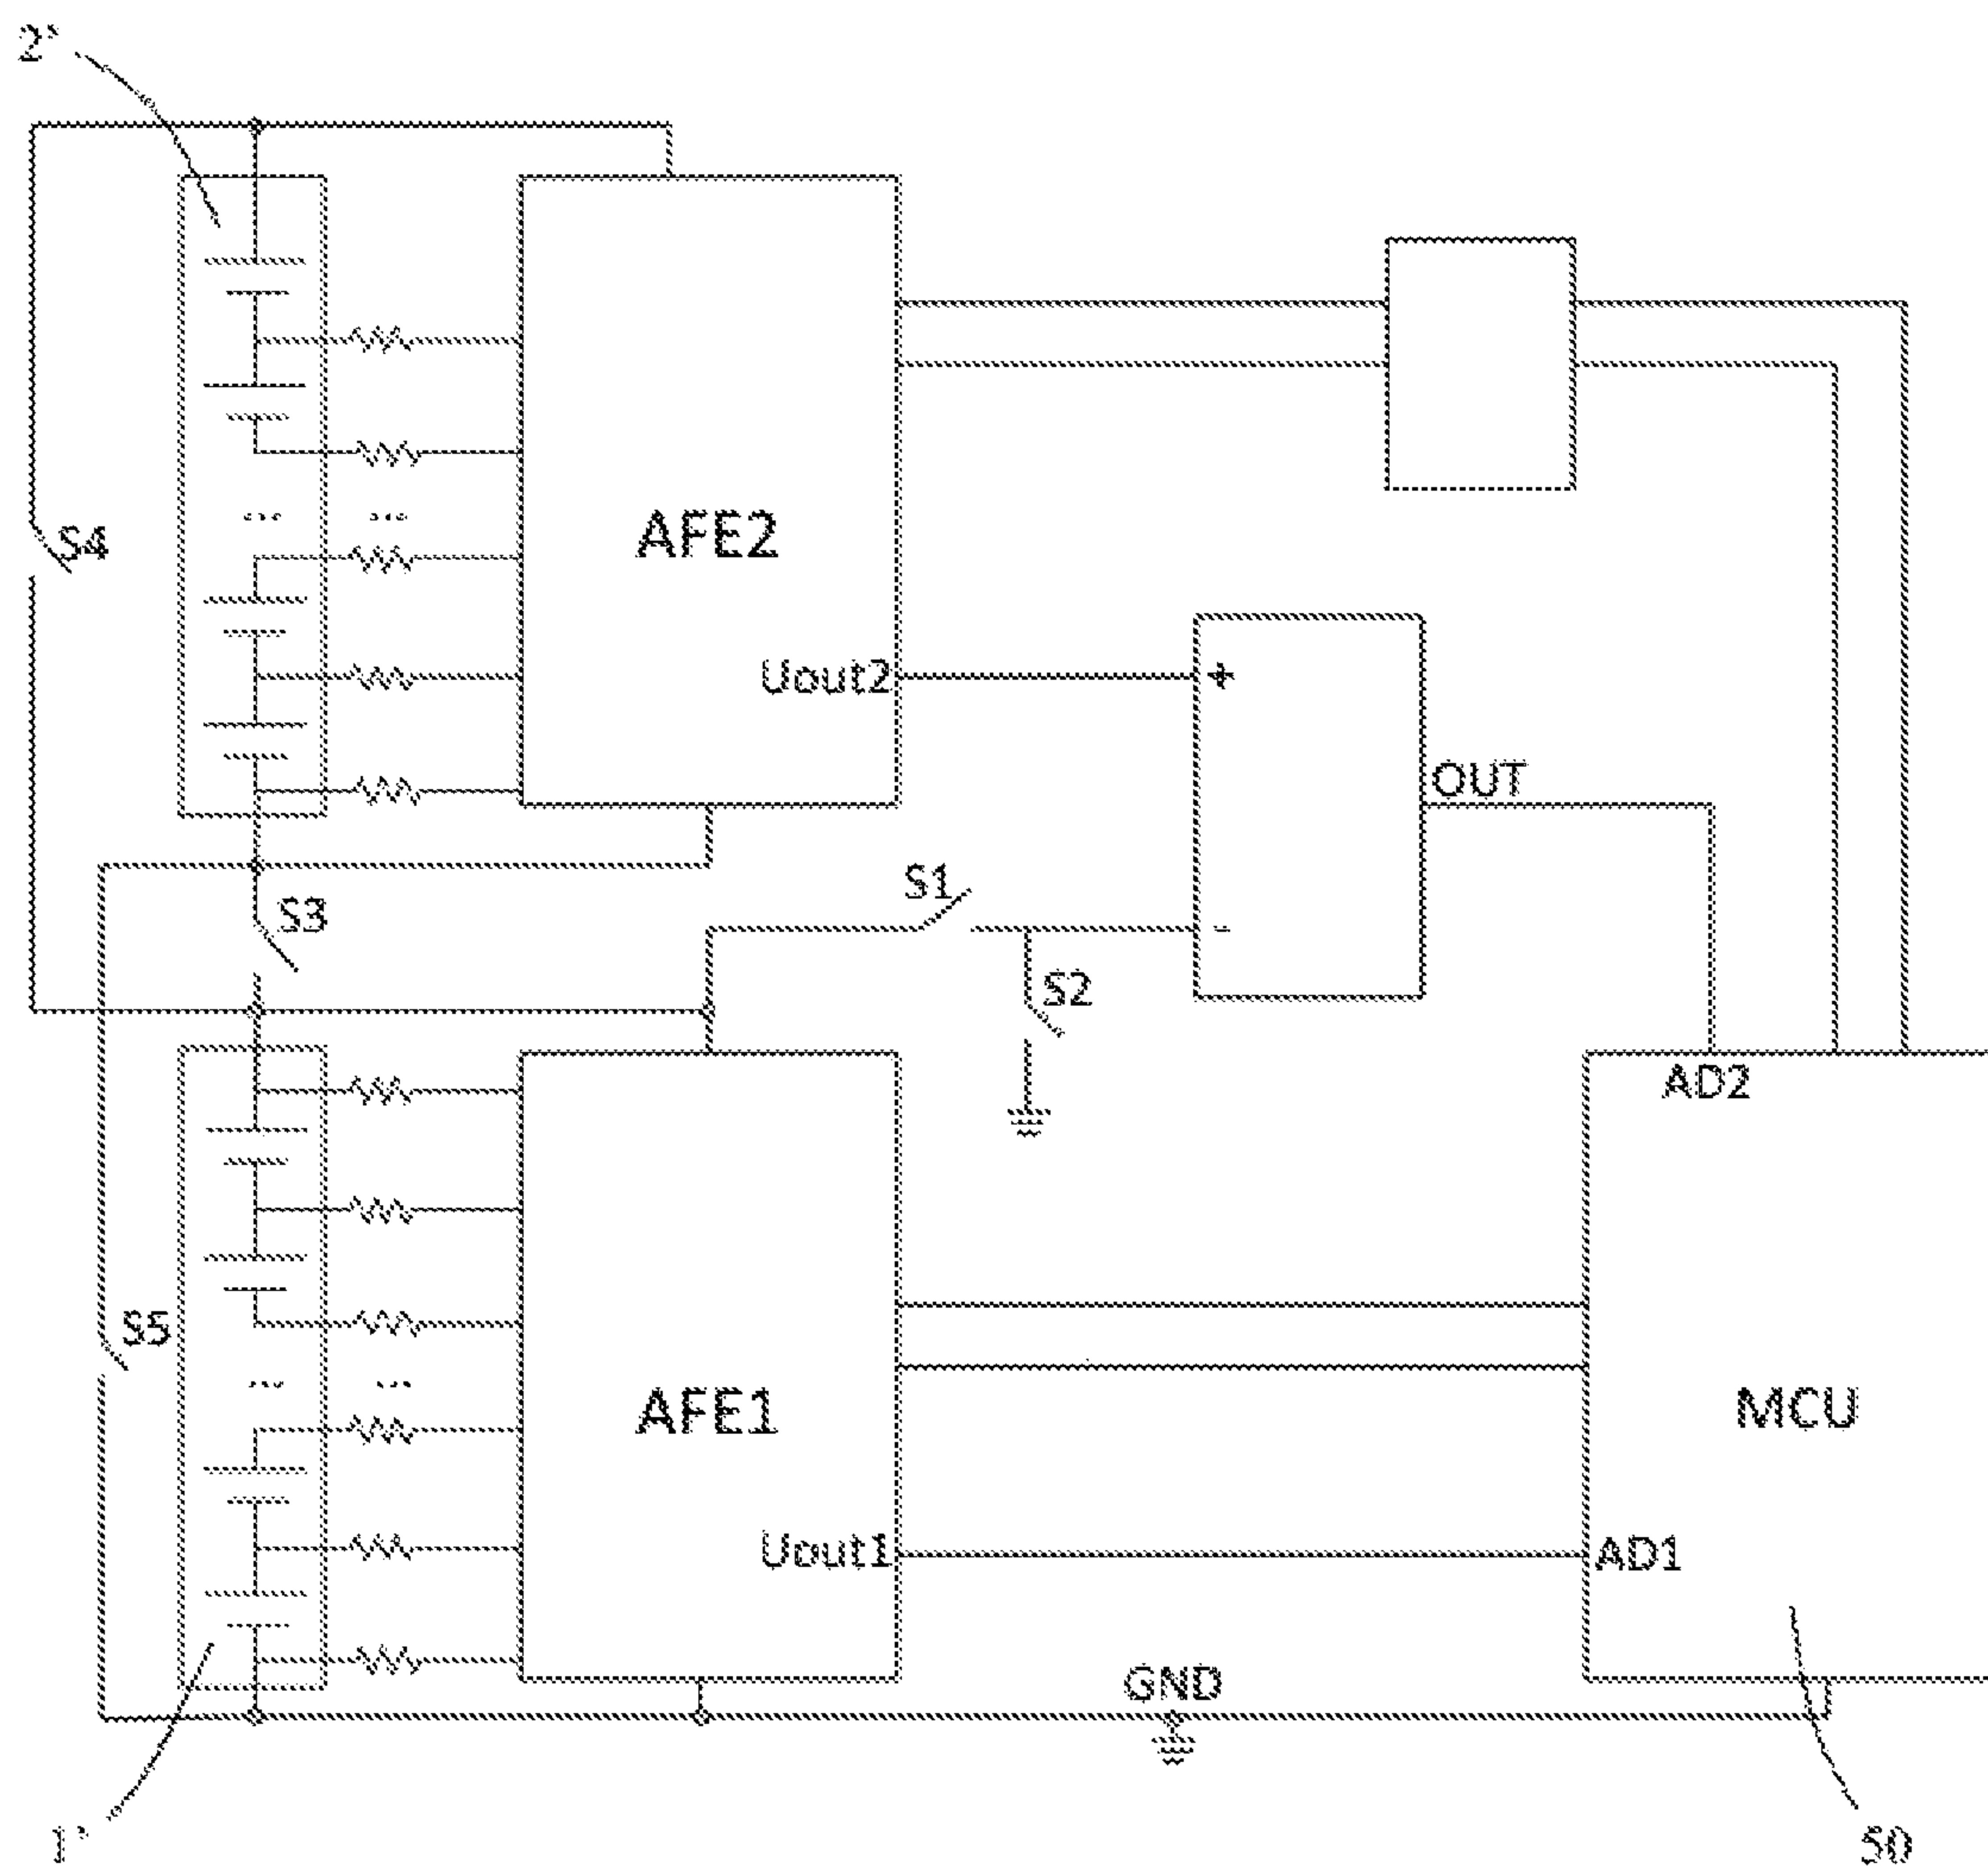 2'
S4
AFE2
Uout2
+
OUT
S1
S3
-
S2
AD2
S5
AFE1
MCU
Uout1
AD1
GND
1'
50